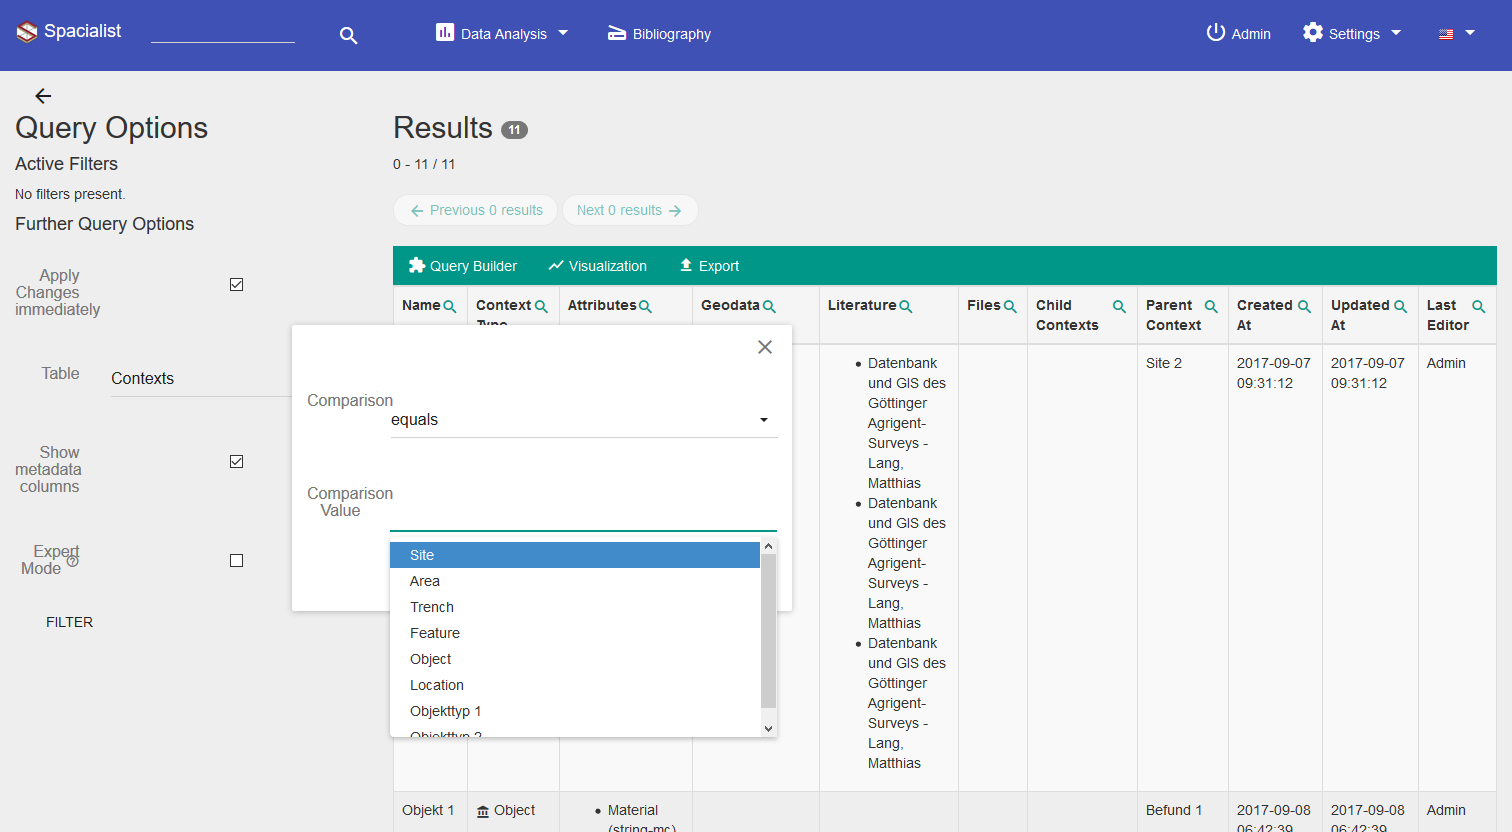 Spacialist
Data Analysis
Bibliography
Admin
Settings
Query Options
Active Filters
No filters present.
Further Query Options
Apply
Changes
immediately
Table
Contexts
Show
metadata
columns
Expert
Mode
FILTER
Results 11
0 - 11 / 11
Previous 0 results
Next 0 results
Query Builder
Visualization
Export
Name
Context
Type
Attributes
Geodata
Literature
Files
Child
Contexts
Parent
Context
Created
At
Updated
At
Last
Editor
Comparison
equals
Comparison
Value
Site
Area
Trench
Feature
Object
Location
Objekttyp 1
Objekttyp 2
Datenbank
und GIS des
Göttinger
Agrigent-
Surveys -
Lang,
Matthias
Datenbank
und GIS des
Göttinger
Agrigent-
Surveys -
Lang,
Matthias
Datenbank
und GIS des
Göttinger
Agrigent-
Surveys -
Lang,
Matthias
Site 2
2017-09-07
09:31:12
2017-09-07
09:31:12
Admin
Objekt 1
Object
Material
(string-mc)
Befund 1
2017-09-08
06:42:39
2017-09-08
06:42:39
Admin